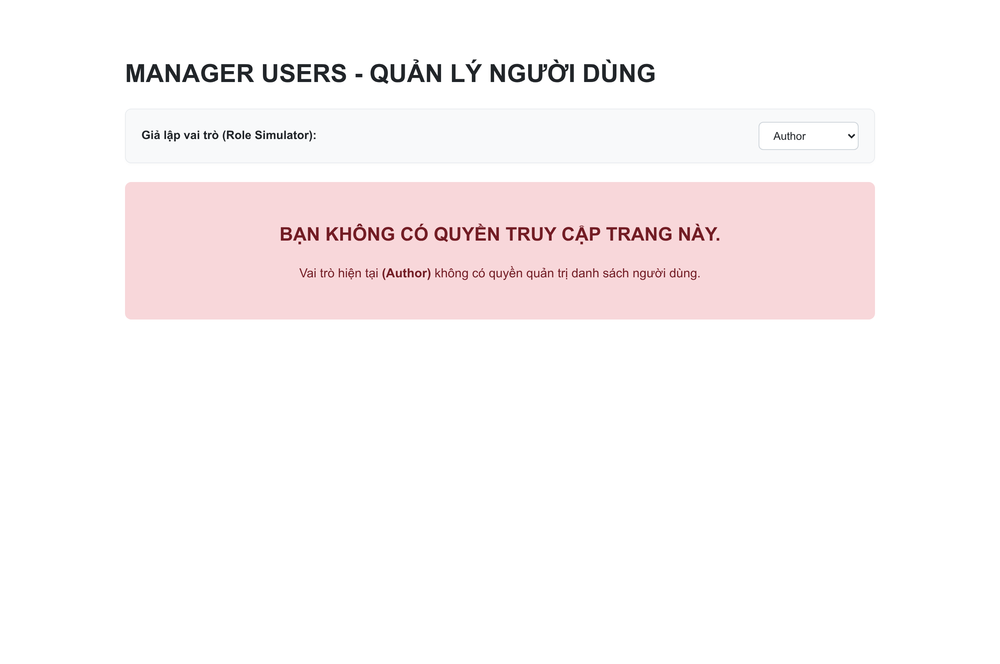 MANAGER USERS - QUẢN LÝ NGƯỜI DÙNG
Giả lập vai trò (Role Simulator):
Author
BẠN KHÔNG CÓ QUYỀN TRUY CẬP TRANG NÀY.
Vai trò hiện tại (Author) không có quyền quản trị danh sách người dùng.